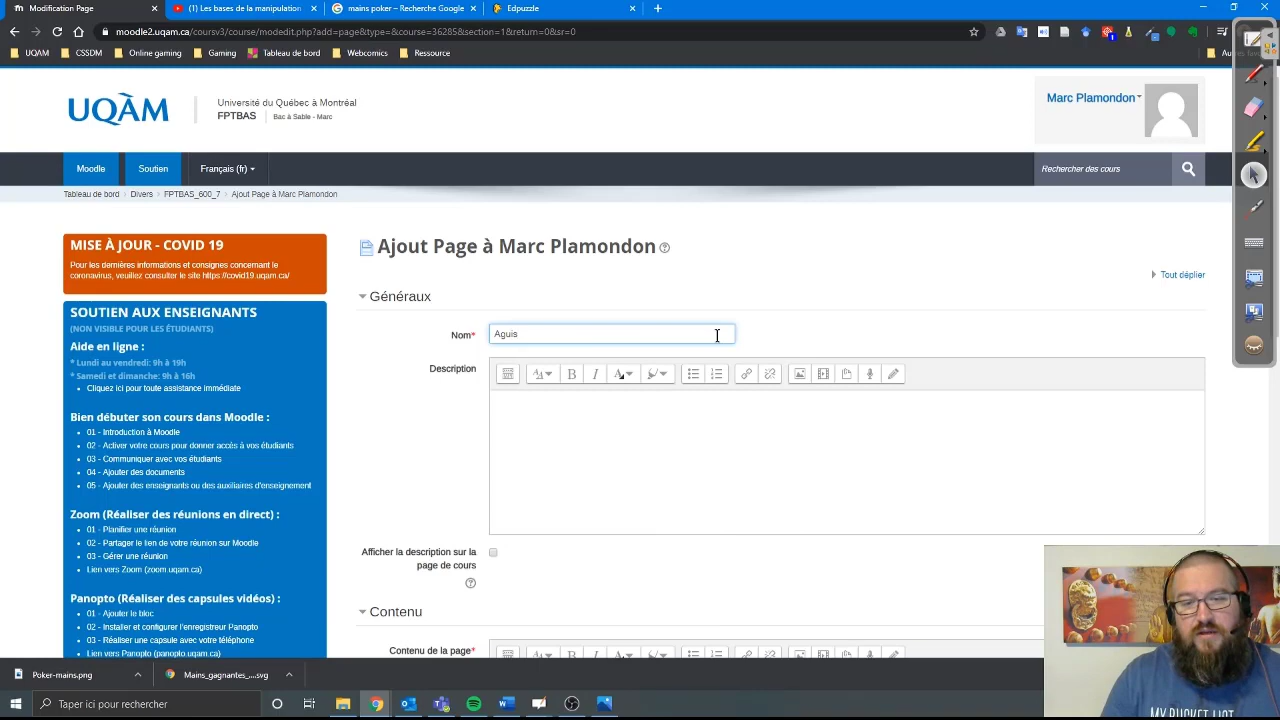 Modification Page
(1) Les bases de la manipulation
mains poker – Recherche Google
Edpuzzle
moodle2.uqam.ca/coursv3/course/modedit.php?add=page&type=&course=36285&section=1&return=0&sr=0
UQAM
CSSDM
Online gaming
Gaming
Tableau de bord
Webcomics
Ressource
UQÀM
Université du Québec à Montréal
FPTBAS
Bac à Sable - Marc
Marc Plamondon
Moodle
Soutien
Français (fr)
Rechercher des cours
Tableau de bord
Divers
FPTBAS_600_7
Ajout Page à Marc Plamondon
MISE À JOUR - COVID 19
Pour les dernières informations et consignes concernant le
coronavirus, veuillez consulter le site https://covid19.uqam.ca/
SOUTIEN AUX ENSEIGNANTS
(NON VISIBLE POUR LES ÉTUDIANTS)
Aide en ligne :
* Lundi au vendredi: 9h à 19h
* Samedi et dimanche: 9h à 16h
Cliquez ici pour toute assistance immédiate
Bien débuter son cours dans Moodle :
01 - Introduction à Moodle
02 - Activer votre cours pour donner accès à vos étudiants
03 - Communiquer avec vos étudiants
04 - Ajouter des documents
05 - Ajouter des enseignants ou des auxiliaires d'enseignement
Zoom (Réaliser des réunions en direct) :
01 - Planifier une réunion
02 - Partager le lien de votre réunion sur Moodle
03 - Gérer une réunion
Lien vers Zoom (zoom.uqam.ca)
Panopto (Réaliser des capsules vidéos) :
01 - Ajouter le bloc
02 - Installer et configurer l'enregistreur Panopto
03 - Réaliser une capsule avec votre téléphone
Lien vers Panopto (panopto.uqam.ca)
Ajout Page à Marc Plamondon
Tout déplier
Généraux
Nom*
Aguis
Description
Afficher la description sur la
page de cours
Contenu
Contenu de la page*
Poker-mains.png
Mains_gagnantes_....svg
Taper ici pour rechercher
MY BUCKET LIST